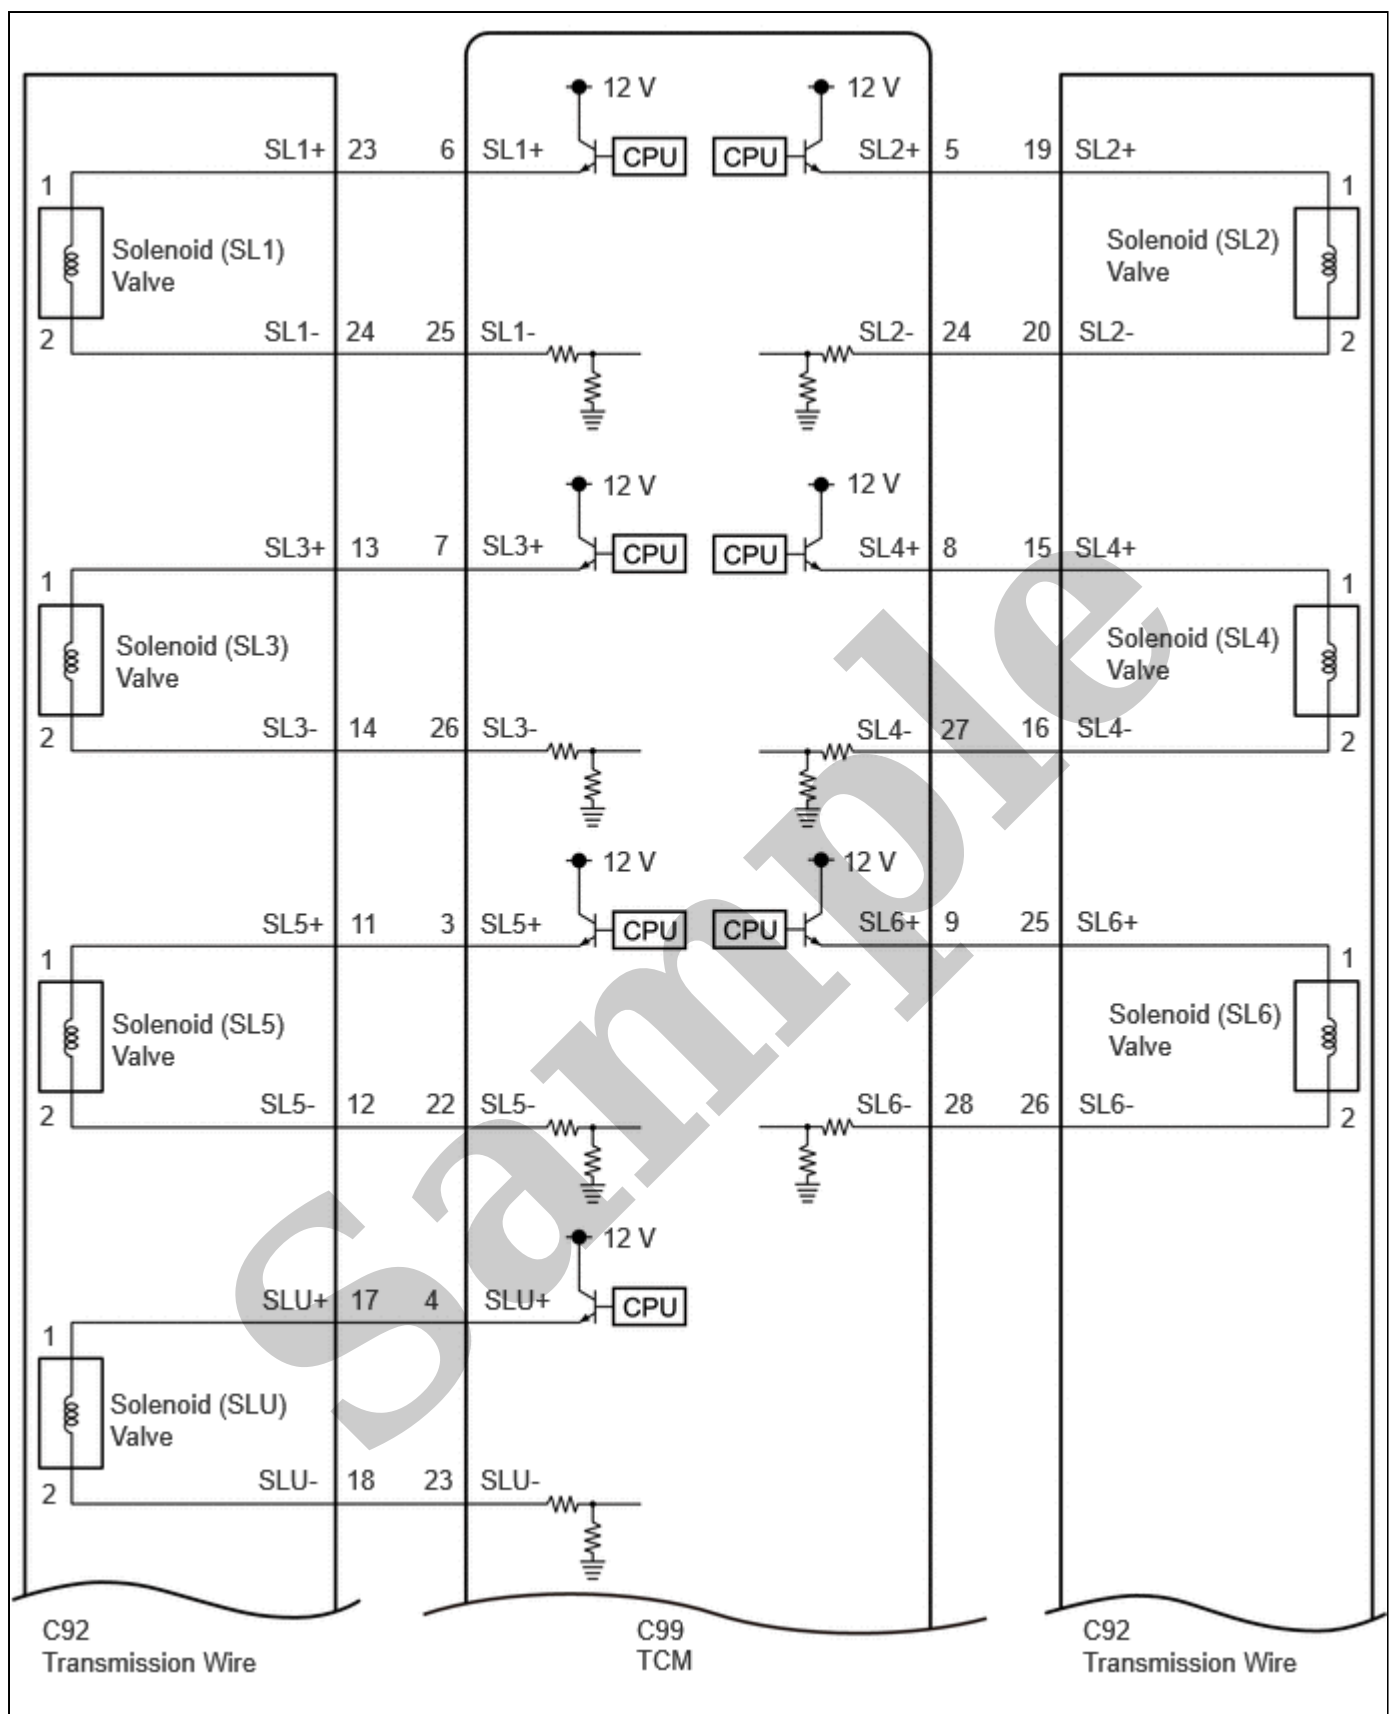 12 V 12 V
SL1+ 23 6 SL1+ CPU CPU SL2+ 5 19 SL2+
1 1
Solenoid (SL1)
Valve
Solenoid (SL2)
Valve
2 SL1- 24 25 SL1- SL2- 24 20 SL2- 2
12 V 12 V
SL3+ 13 7 SL3+ CPU CPU SL4+ 8 15 SL4+
1 1
Solenoid (SL3)
Valve
Solenoid (SL4)
Valve
2 SL3- 14 26 SL3- SL4- 27 16 SL4- 2
12 V 12 V
SL5+ 11 3 SL5+ CPU CPU SL6+ 9 25 SL6+
1 1
Solenoid (SL5)
Valve
Solenoid (SL6)
Valve
2 SL5- 12 22 SL5- SL6- 28 26 SL6- 2
12 V
SLU+ 17 4 SLU+ CPU
1
Solenoid (SLU)
Valve
2 SLU- 18 23 SLU-
C92
Transmission Wire
C99
TCM
C92
Transmission Wire
Sample